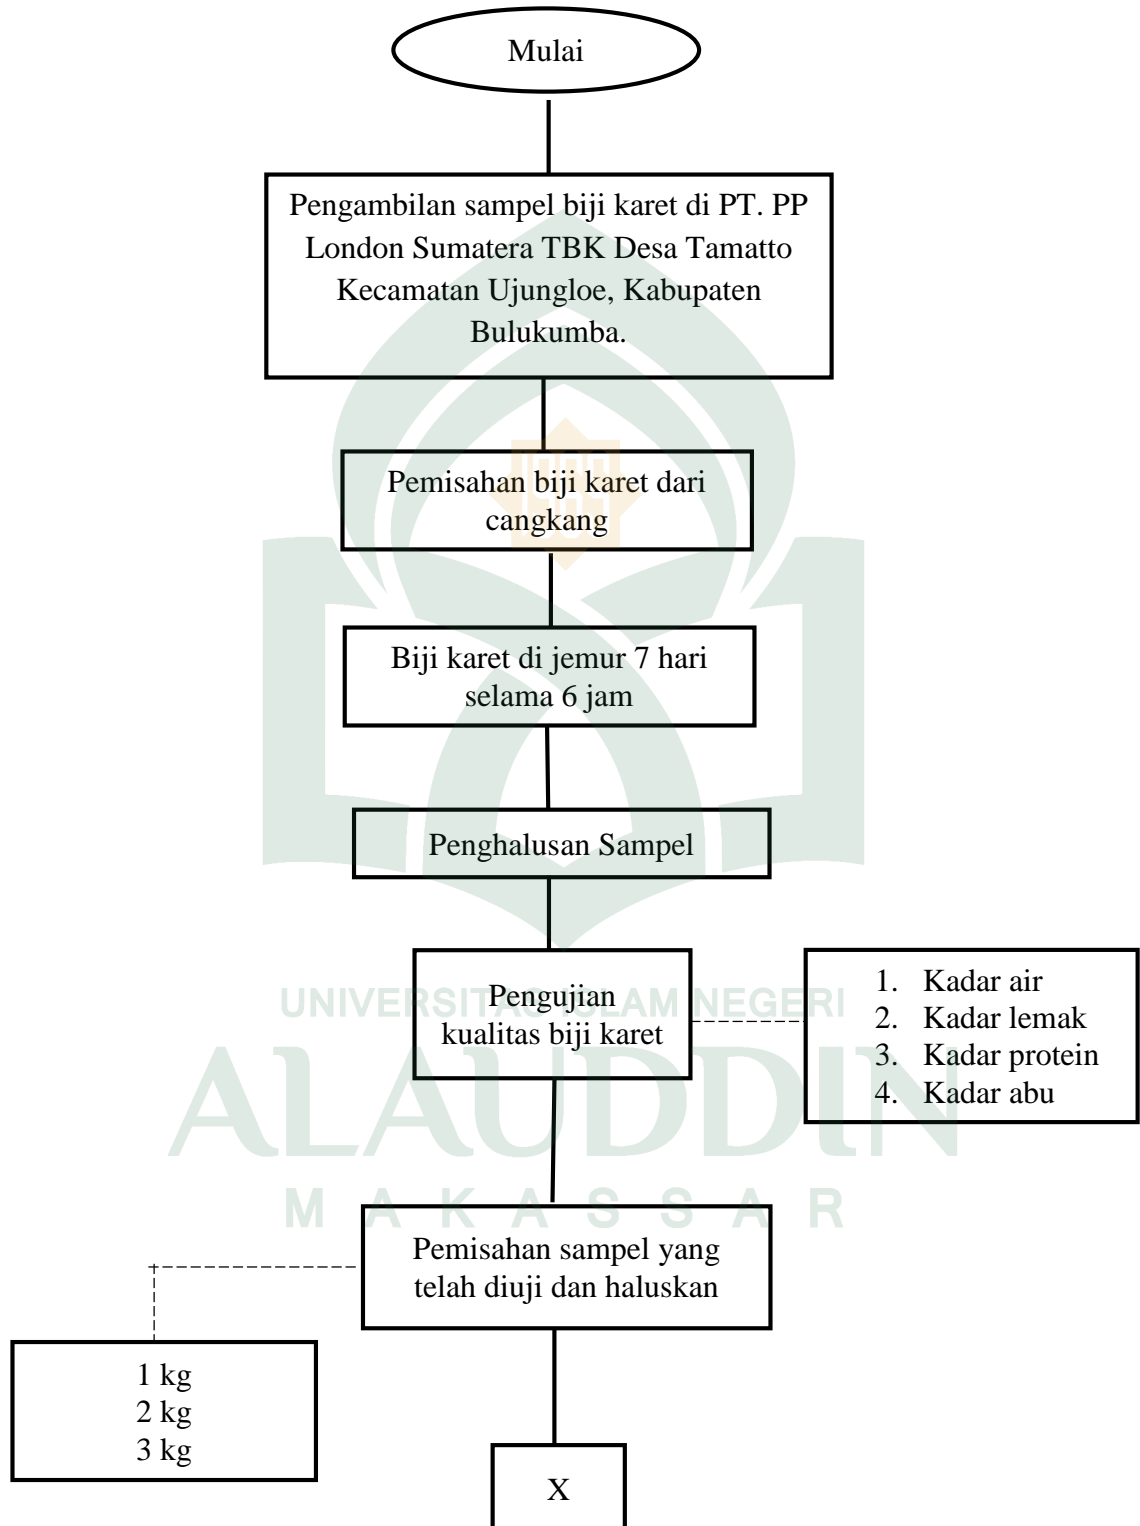 Mulai
Pengambilan sampel biji karet di PT. PP
London Sumatera TBK Desa Tamatto
Kecamatan Ujungloe, Kabupaten
Bulukumba.
Pemisahan biji karet dari
cangkang
Biji karet di jemur 7 hari
selama 6 jam
Penghalusan Sampel
Pengujian
kualitas biji karet
1. Kadar air
2. Kadar lemak
3. Kadar protein
4. Kadar abu
UNIVERSITAS ISLAM NEGERI
ALAUDDIN
MAKASSAR
Pemisahan sampel yang
telah diuji dan haluskan
1 kg
2 kg
3 kg
X